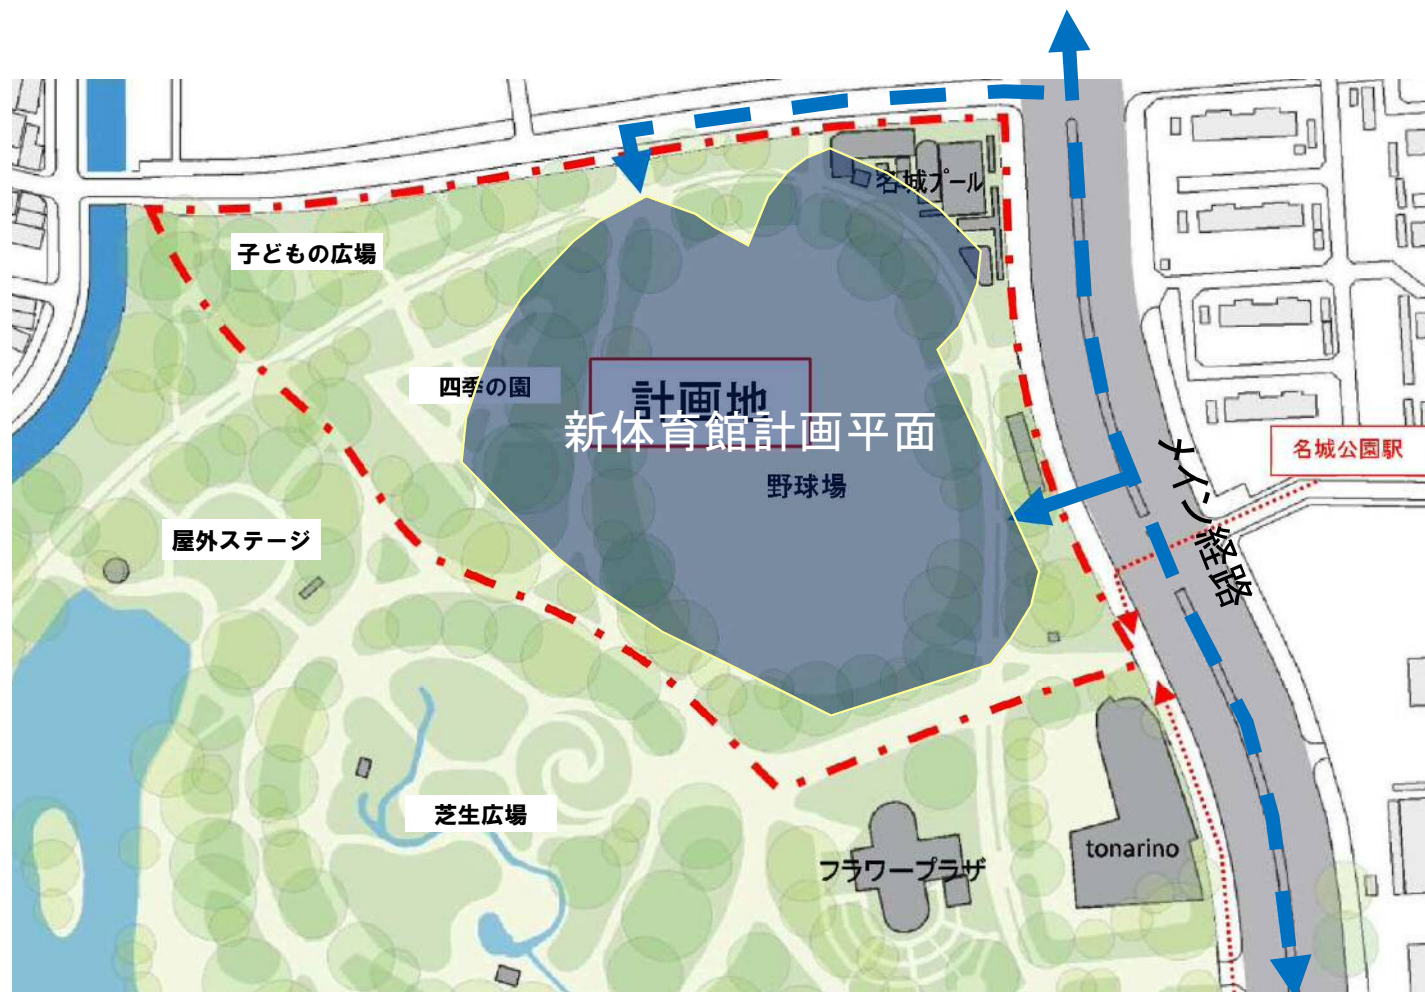 名城プール
子どもの広場
四季の園
計画地
新体育館計画平面
野球場
名城公園駅
メイン経路
屋外ステージ
芝生広場
フラワープラザ
tonarino